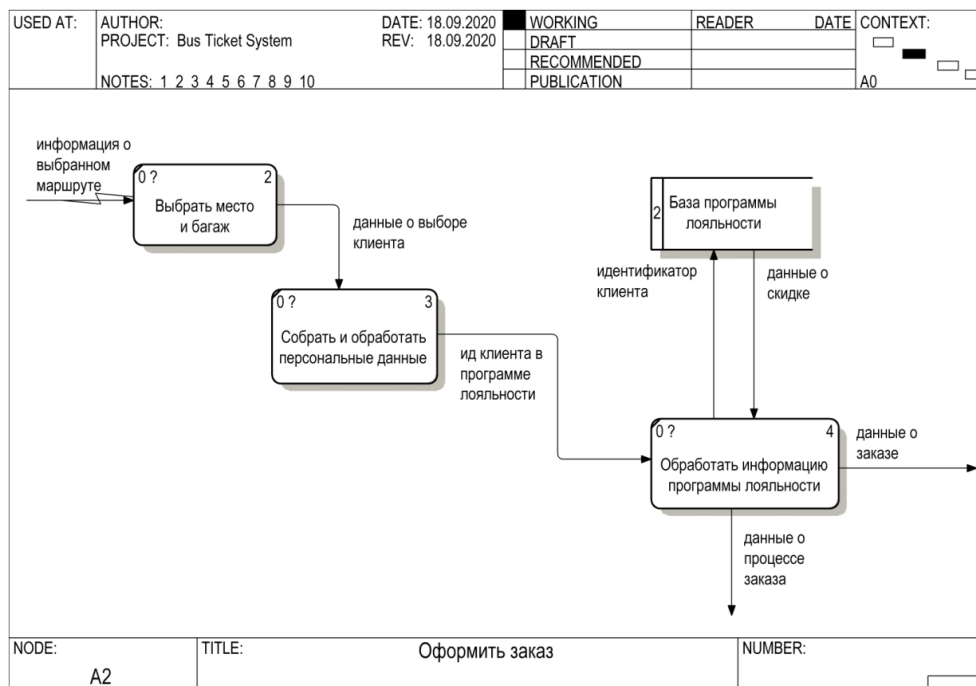 USED AT:
AUTHOR:
DATE: 18.09.2020
PROJECT: Bus Ticket System
REV: 18.09.2020
NOTES: 1 2 3 4 5 6 7 8 9 10
WORKING
DRAFT
RECOMMENDED
PUBLICATION
READER
DATE
CONTEXT:
A0
информация о
выбранном
маршруте
0 ?
2
Выбрать место
и багаж
данные о выборе
клиента
0 ?
3
Собрать и обработать
персональные данные
ид клиента в
программе
лояльности
2
База программы
лояльности
идентификатор
клиента
данные о
скидке
0 ?
4
Обработать информацию
программы лояльности
данные о
заказе
данные о
процессе
заказа
NODE:
A2
TITLE:
Оформить заказ
NUMBER: